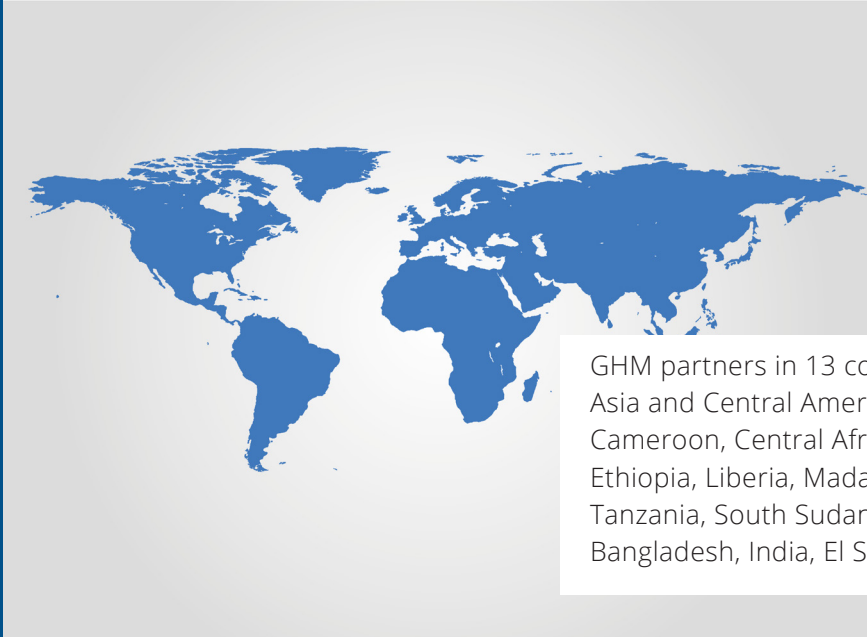 GHM partners in 13 co
Asia and Central Amer
Cameroon, Central Afr
Ethiopia, Liberia, Mada
Tanzania, South Sudan
Bangladesh, India, El S